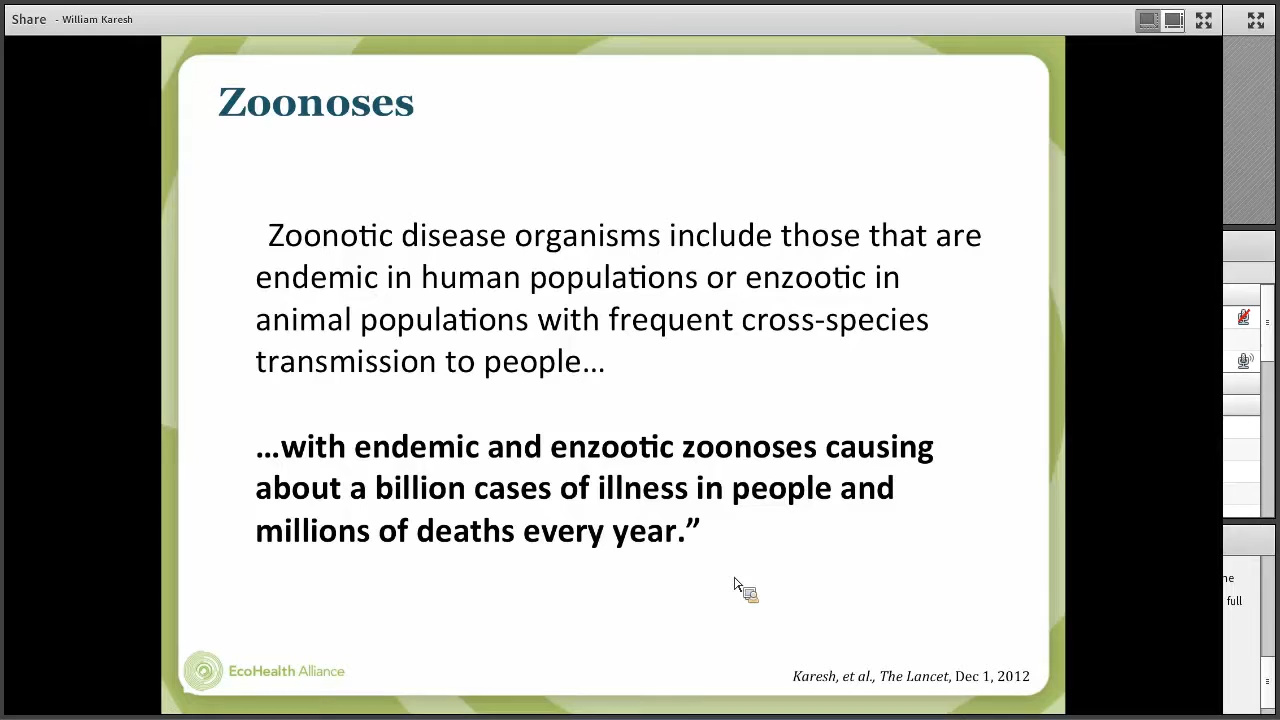 Share - William Karesh
Zoonoses
Zoonotic disease organisms include those that are
endemic in human populations or enzootic in
animal populations with frequent cross-species
transmission to people…
…with endemic and enzootic zoonoses causing
about a billion cases of illness in people and
millions of deaths every year.”
EcoHealth Alliance
Karesh, et al., The Lancet, Dec 1, 2012
full